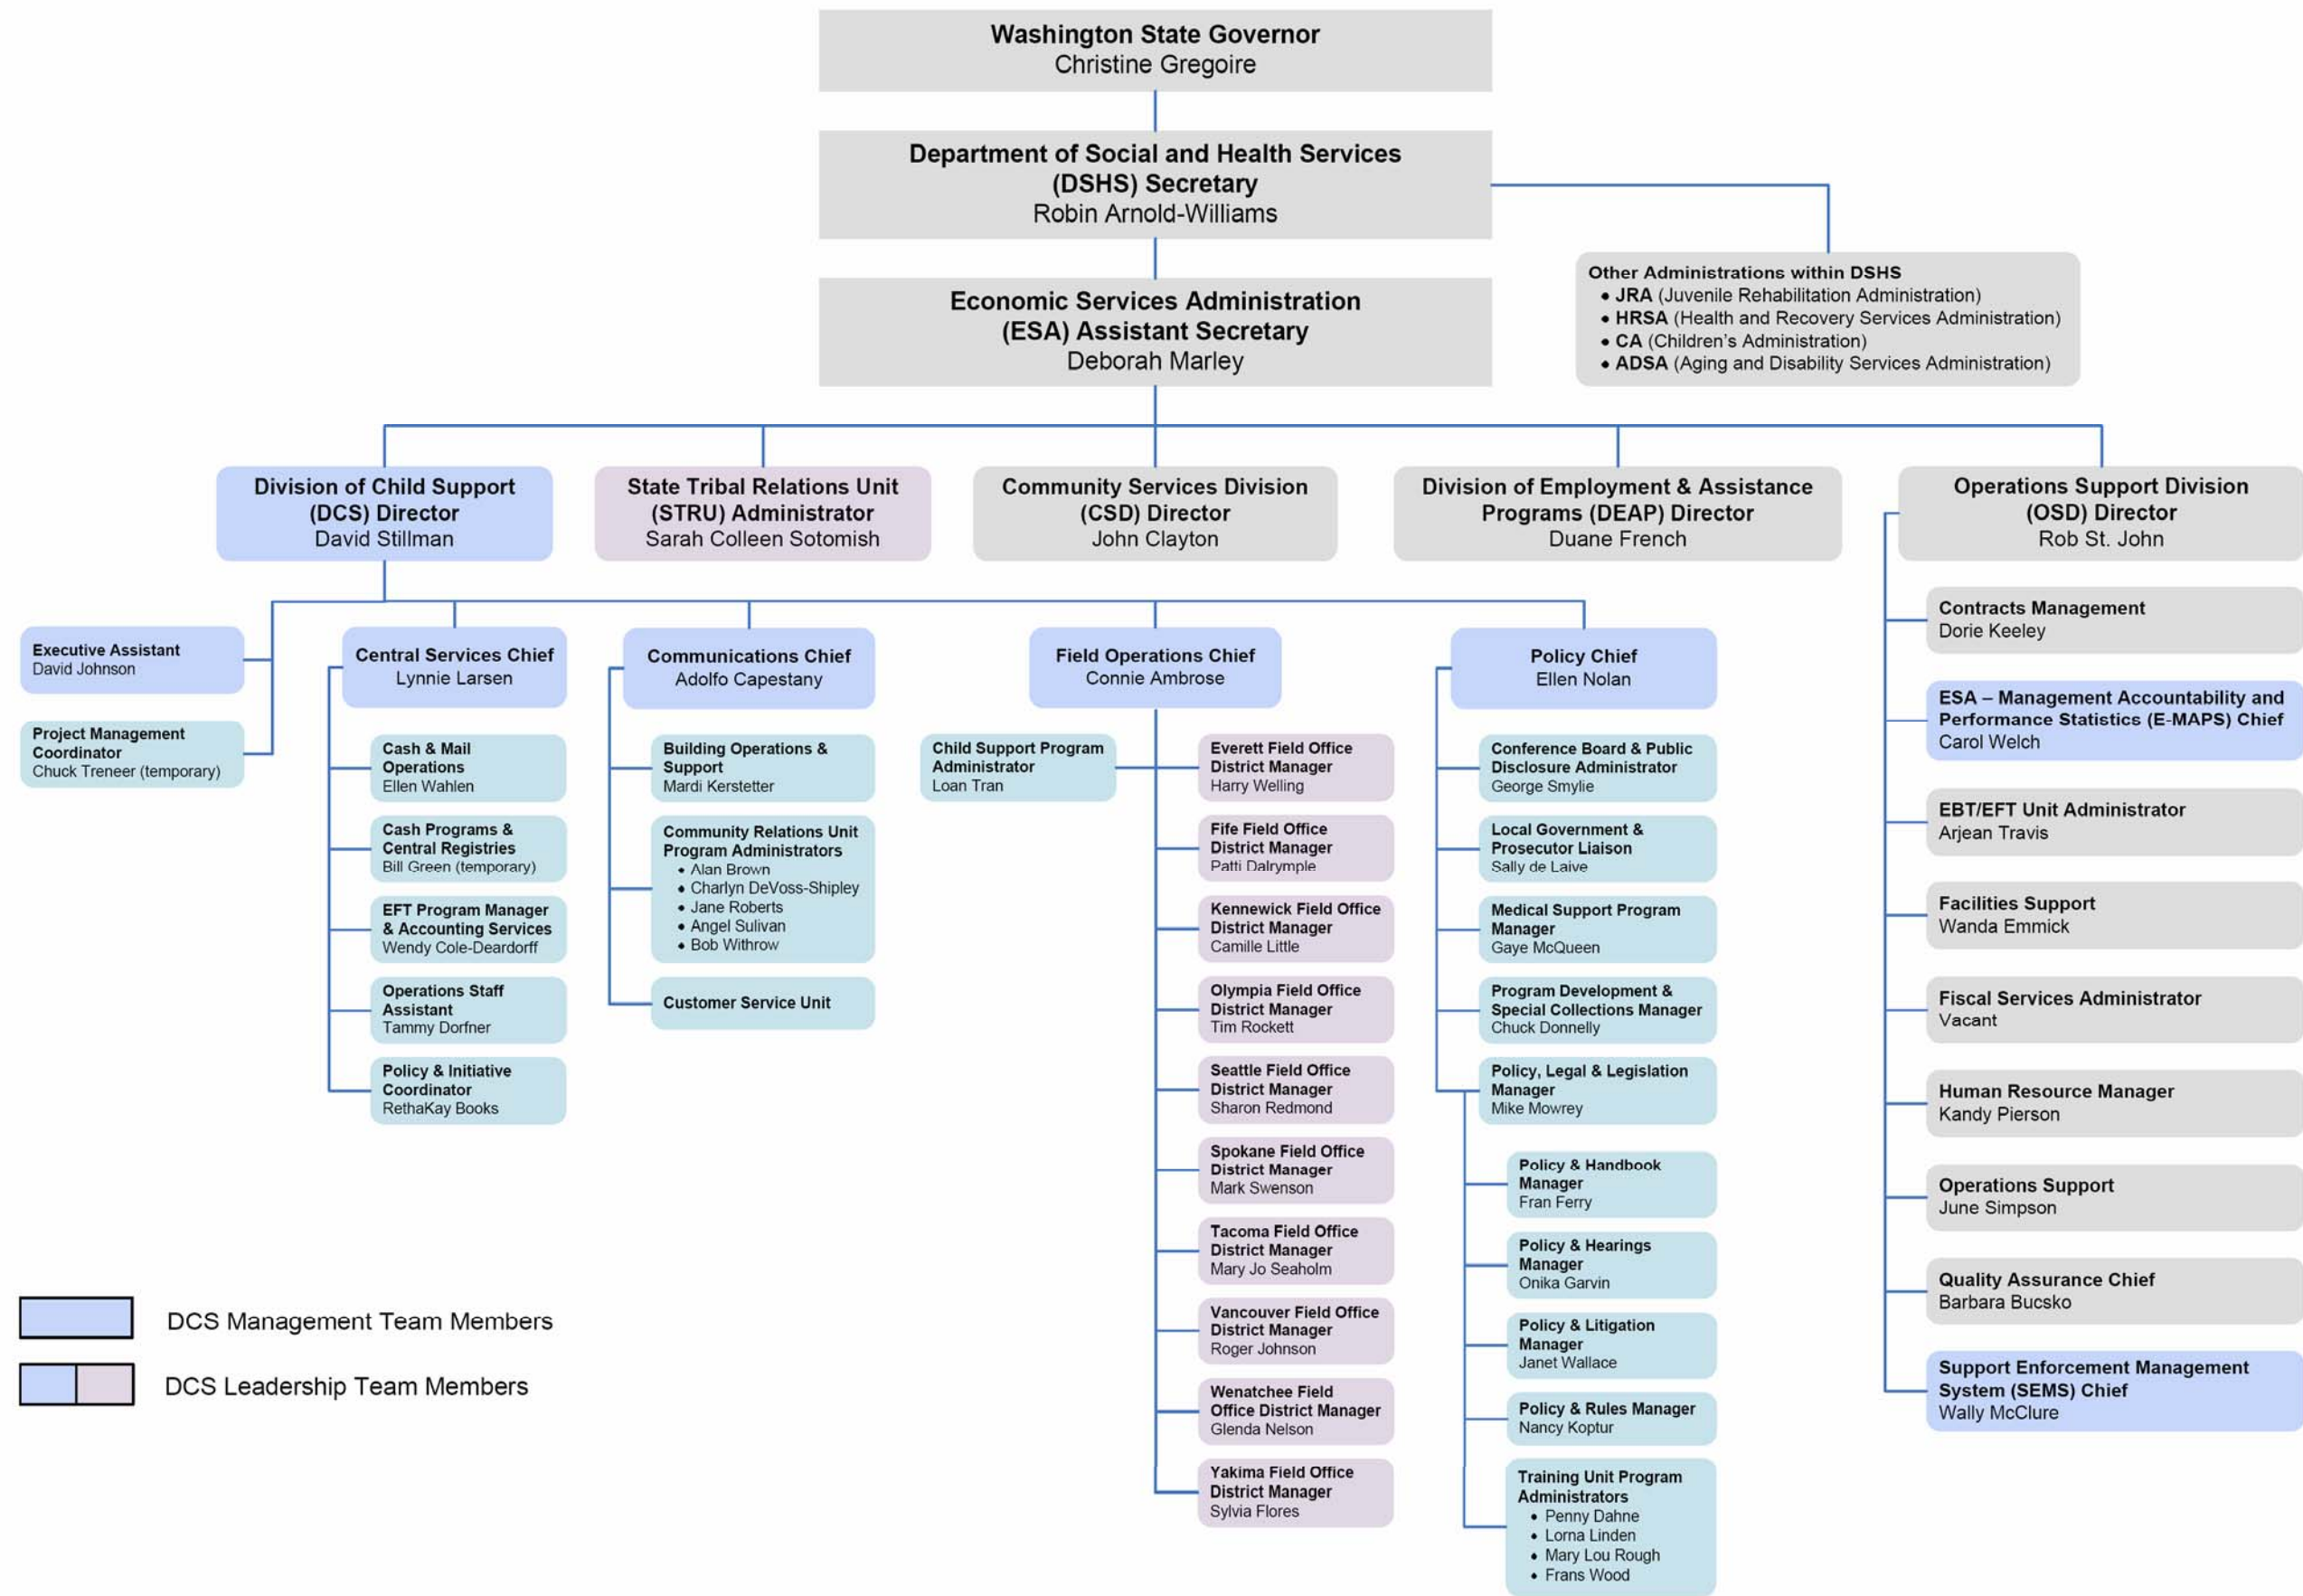 Washington State Governor
Christine Gregoire
Department of Social and Health Services
(DSHS) Secretary
Robin Arnold-Williams
Economic Services Administration
(ESA) Assistant Secretary
Deborah Marley
Other Administrations within DSHS
• JRA (Juvenile Rehabilitation Administration)
• HRSA (Health and Recovery Services Administration)
• CA (Children's Administration)
• ADSA (Aging and Disability Services Administration)
Division of Child Support
(DCS) Director
David Stillman
State Tribal Relations Unit
(STRU) Administrator
Sarah Colleen Sotomish
Community Services Division
(CSD) Director
John Clayton
Division of Employment & Assistance
Programs (DEAP) Director
Duane French
Operations Support Division
(OSD) Director
Rob St. John
Executive Assistant
David Johnson
Project Management
Coordinator
Chuck Treneer (temporary)
Central Services Chief
Lynnie Larsen
Cash & Mail
Operations
Ellen Wahlen
Cash Programs &
Central Registries
Bill Green (temporary)
EFT Program Manager
& Accounting Services
Wendy Cole-Deardorff
Operations Staff
Assistant
Tammy Dorfner
Policy & Initiative
Coordinator
RethaKay Books
Communications Chief
Adolfo Capestany
Building Operations &
Support
Mardi Kerstetter
Community Relations Unit
Program Administrators
• Alan Brown
• Charlyn DeVoss-Shipley
• Jane Roberts
• Angel Sulivan
• Bob Withrow
Customer Service Unit
Field Operations Chief
Connie Ambrose
Child Support Program
Administrator
Loan Tran
Everett Field Office
District Manager
Harry Welling
Fife Field Office
District Manager
Patti Dalrymple
Kennewick Field Office
District Manager
Camille Little
Olympia Field Office
District Manager
Tim Rockett
Seattle Field Office
District Manager
Sharon Redmond
Spokane Field Office
District Manager
Mark Swenson
Tacoma Field Office
District Manager
Mary Jo Seaholm
Vancouver Field Office
District Manager
Roger Johnson
Wenatchee Field
Office District Manager
Glenda Nelson
Yakima Field Office
District Manager
Sylvia Flores
Policy Chief
Ellen Nolan
Conference Board & Public
Disclosure Administrator
George Smylie
Local Government &
Prosecutor Liaison
Sally de Laive
Medical Support Program
Manager
Gaye McQueen
Program Development &
Special Collections Manager
Chuck Donnelly
Policy, Legal & Legislation
Manager
Mike Mowrey
Policy & Handbook
Manager
Fran Ferry
Policy & Hearings
Manager
Onika Garvin
Policy & Litigation
Manager
Janet Wallace
Policy & Rules Manager
Nancy Koptur
Training Unit Program
Administrators
• Penny Dahne
• Lorna Linden
• Mary Lou Rough
• Frans Wood
Contracts Management
Dorie Keeley
ESA – Management Accountability and
Performance Statistics (E-MAPS) Chief
Carol Welch
EBT/EFT Unit Administrator
Arjean Travis
Facilities Support
Wanda Emmick
Fiscal Services Administrator
Vacant
Human Resource Manager
Kandy Pierson
Operations Support
June Simpson
Quality Assurance Chief
Barbara Bucsko
Support Enforcement Management
System (SEMS) Chief
Wally McClure
DCS Management Team Members
DCS Leadership Team Members